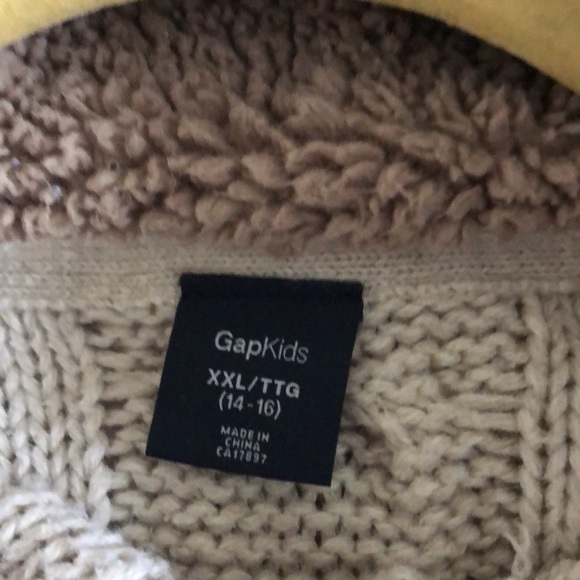 GapKids
XXL/TTG
(14-16)
MADE IN
CHINA
CA17897